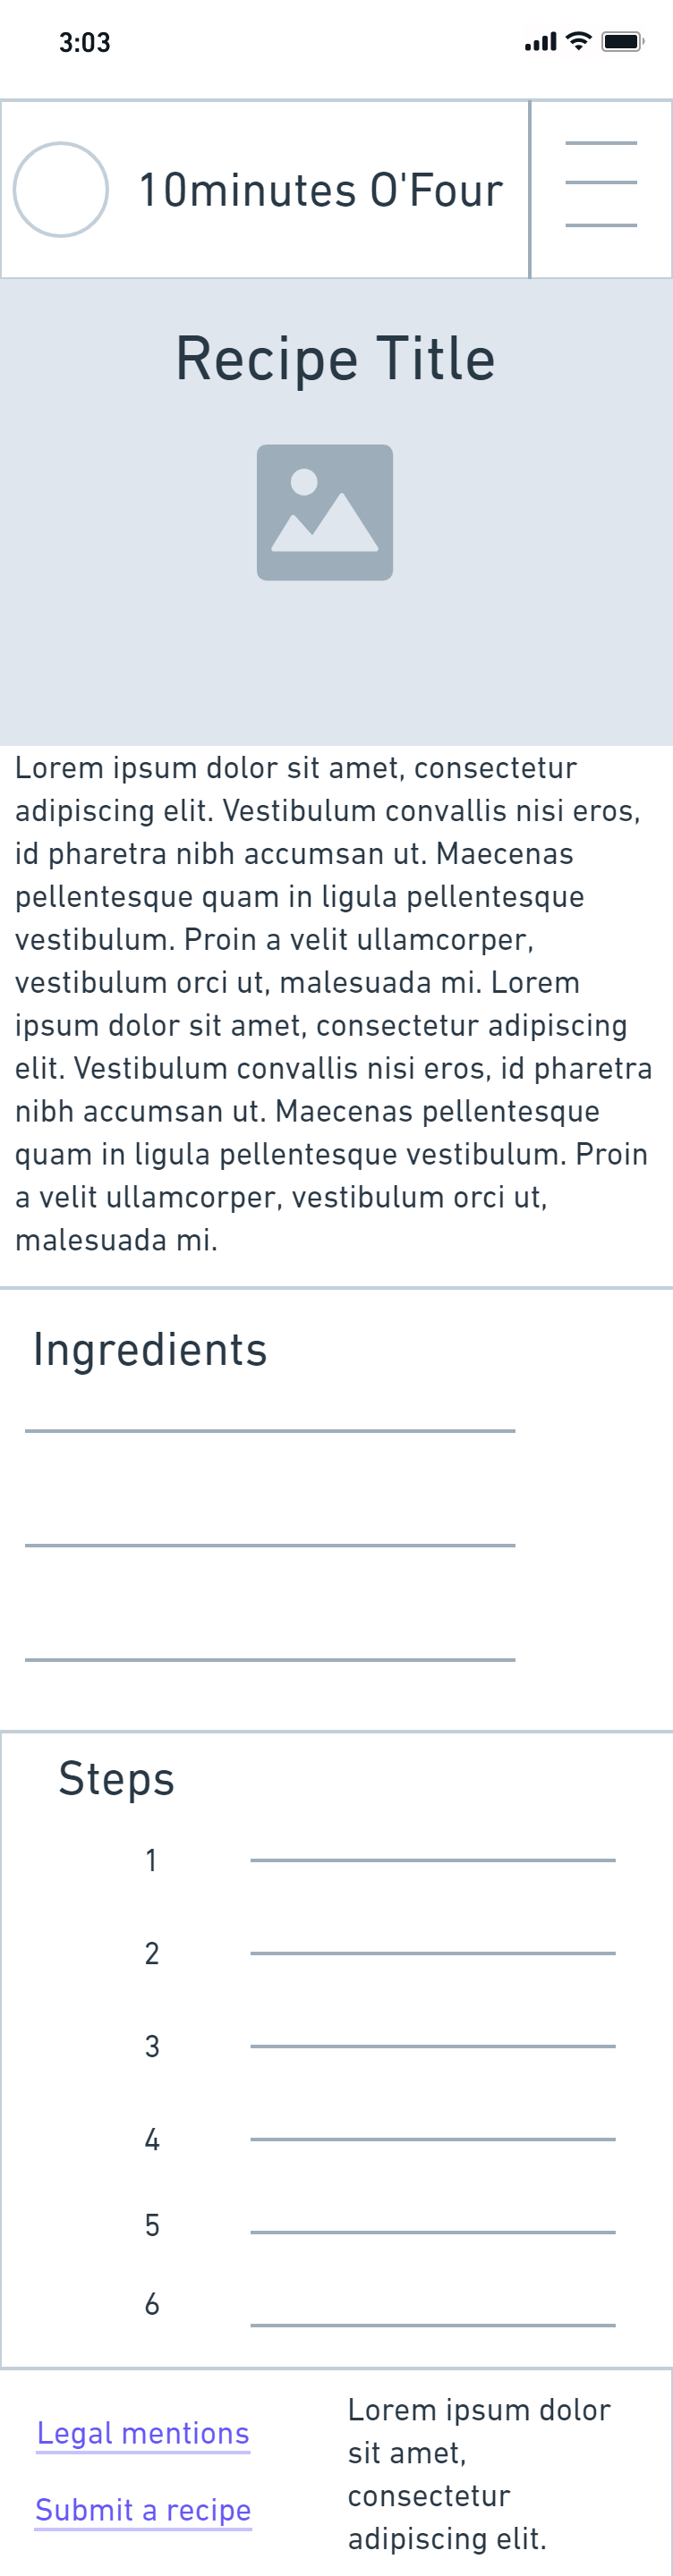 3:03
10minutes O'Four
Recipe Title
Lorem ipsum dolor sit amet, consectetur
adipiscing elit. Vestibulum convallis nisi eros,
id pharetra nibh accumsan ut. Maecenas
pellentesque quam in ligula pellentesque
vestibulum. Proin a velit ullamcorper,
vestibulum orci ut, malesuada mi. Lorem
ipsum dolor sit amet, consectetur adipiscing
elit. Vestibulum convallis nisi eros, id pharetra
nibh accumsan ut. Maecenas pellentesque
quam in ligula pellentesque vestibulum. Proin
a velit ullamcorper, vestibulum orci ut,
malesuada mi.
Ingredients
Steps
1
2
3
4
5
6
Legal mentions
Submit a recipe
Lorem ipsum dolor
sit amet,
consectetur
adipiscing elit.